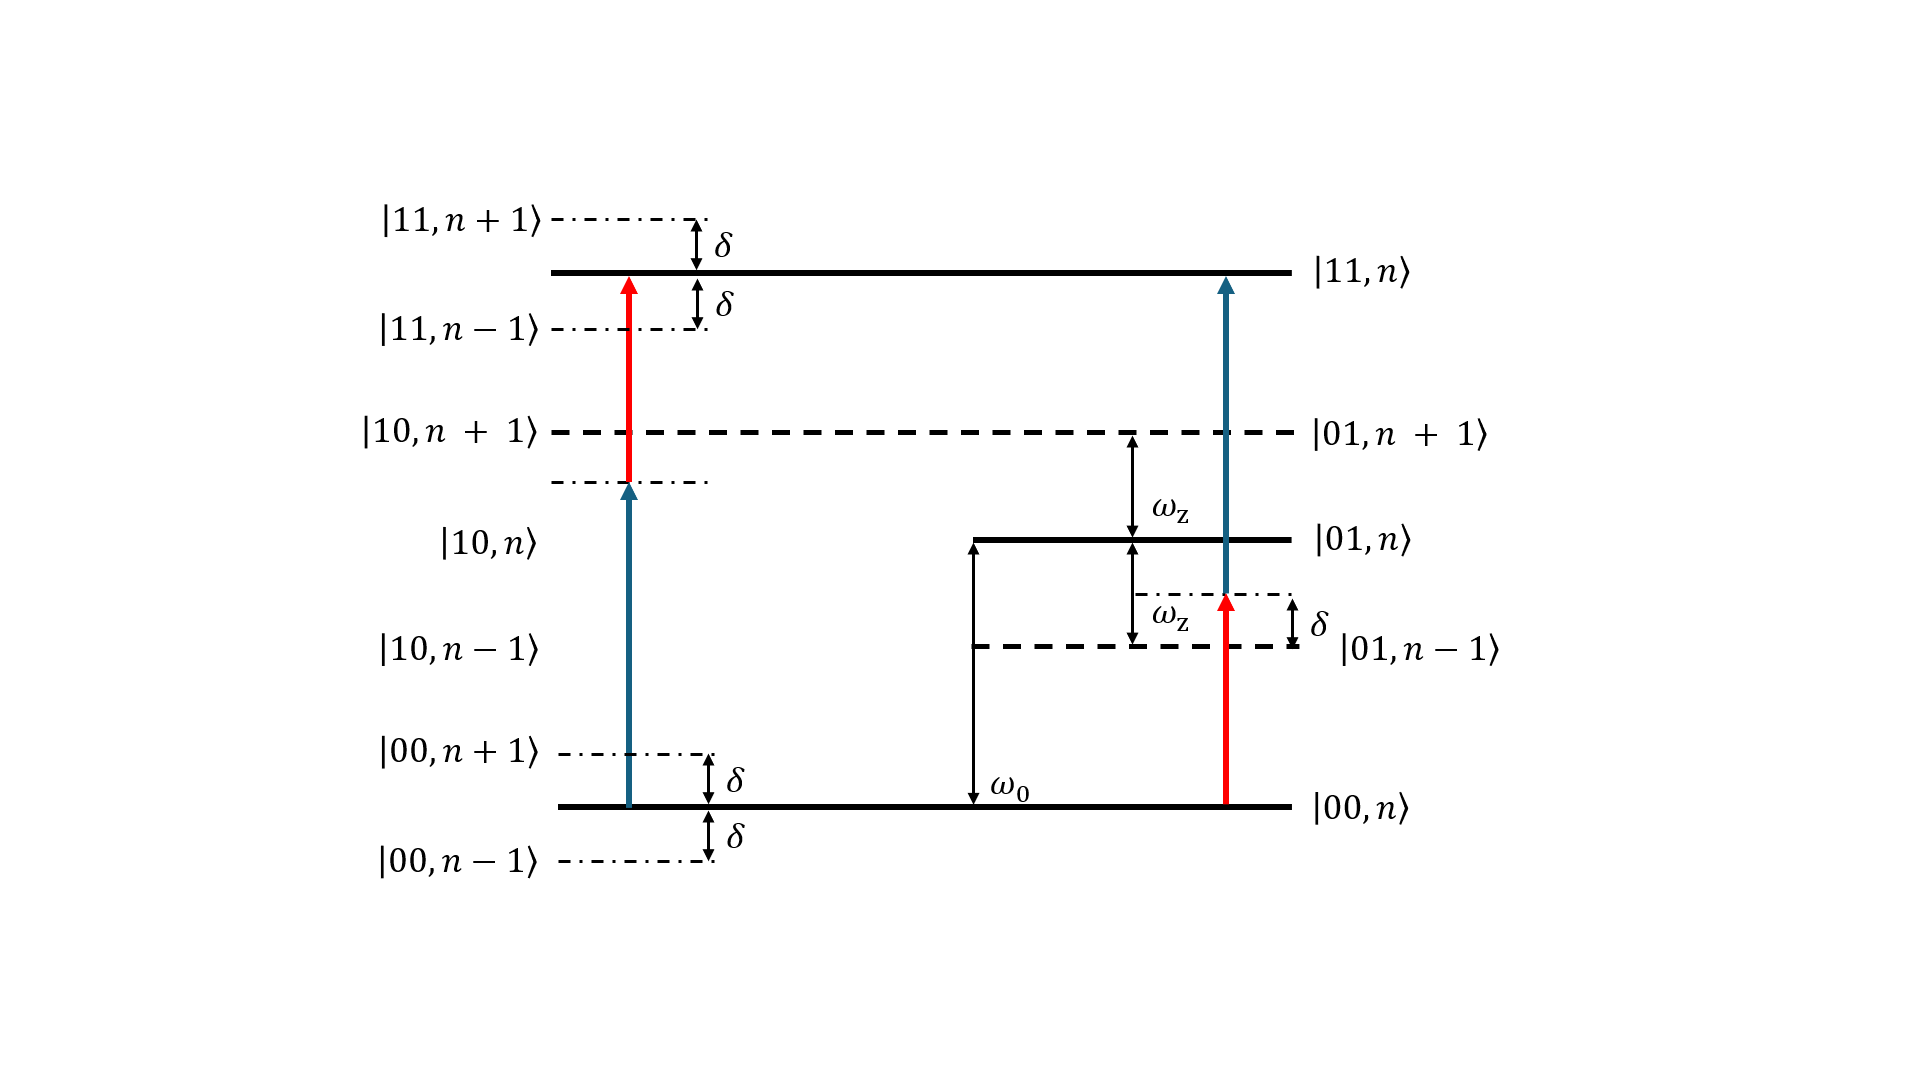 |11, n + 1⟩
δ
|11, n⟩
δ
|11, n − 1⟩
|10, n + 1⟩
|01, n + 1⟩
ω_z
|10, n⟩
|01, n⟩
ω_z
δ
|10, n − 1⟩
|01, n − 1⟩
|00, n + 1⟩
δ
ω_0
|00, n⟩
δ
|00, n − 1⟩